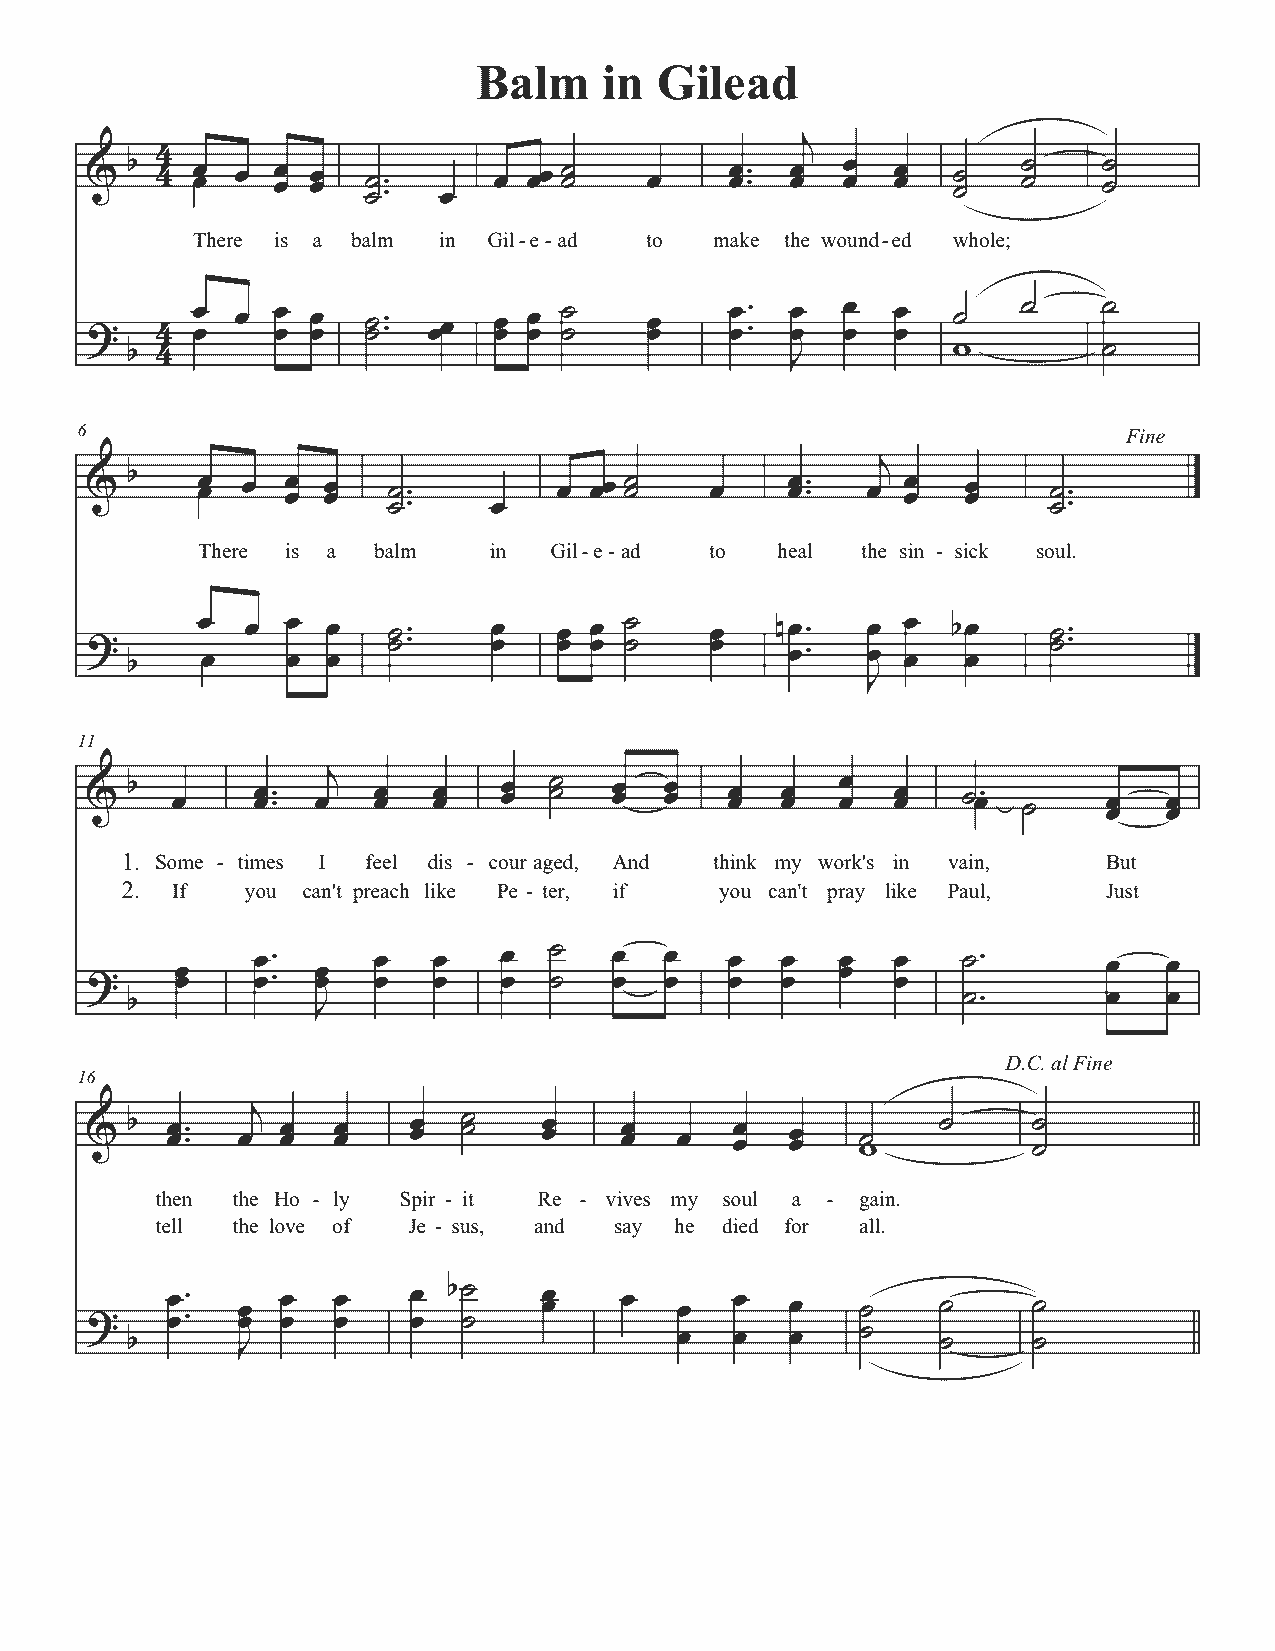 Balm in Gilead
4
4
There is a balm in Gil-e-ad to make the wound-ed whole;
4
4
6
Fine
There is a balm in Gil-e-ad to heal the sin - sick soul.
11
1. Some - times I feel dis - cour aged, And think my work's in vain, But
2. If you can't preach like Pe - ter, if you can't pray like Paul, Just
D.C. al Fine
16
then the Ho - ly Spir - it Re - vives my soul a - gain.
tell the love of Je - sus, and say he died for all.